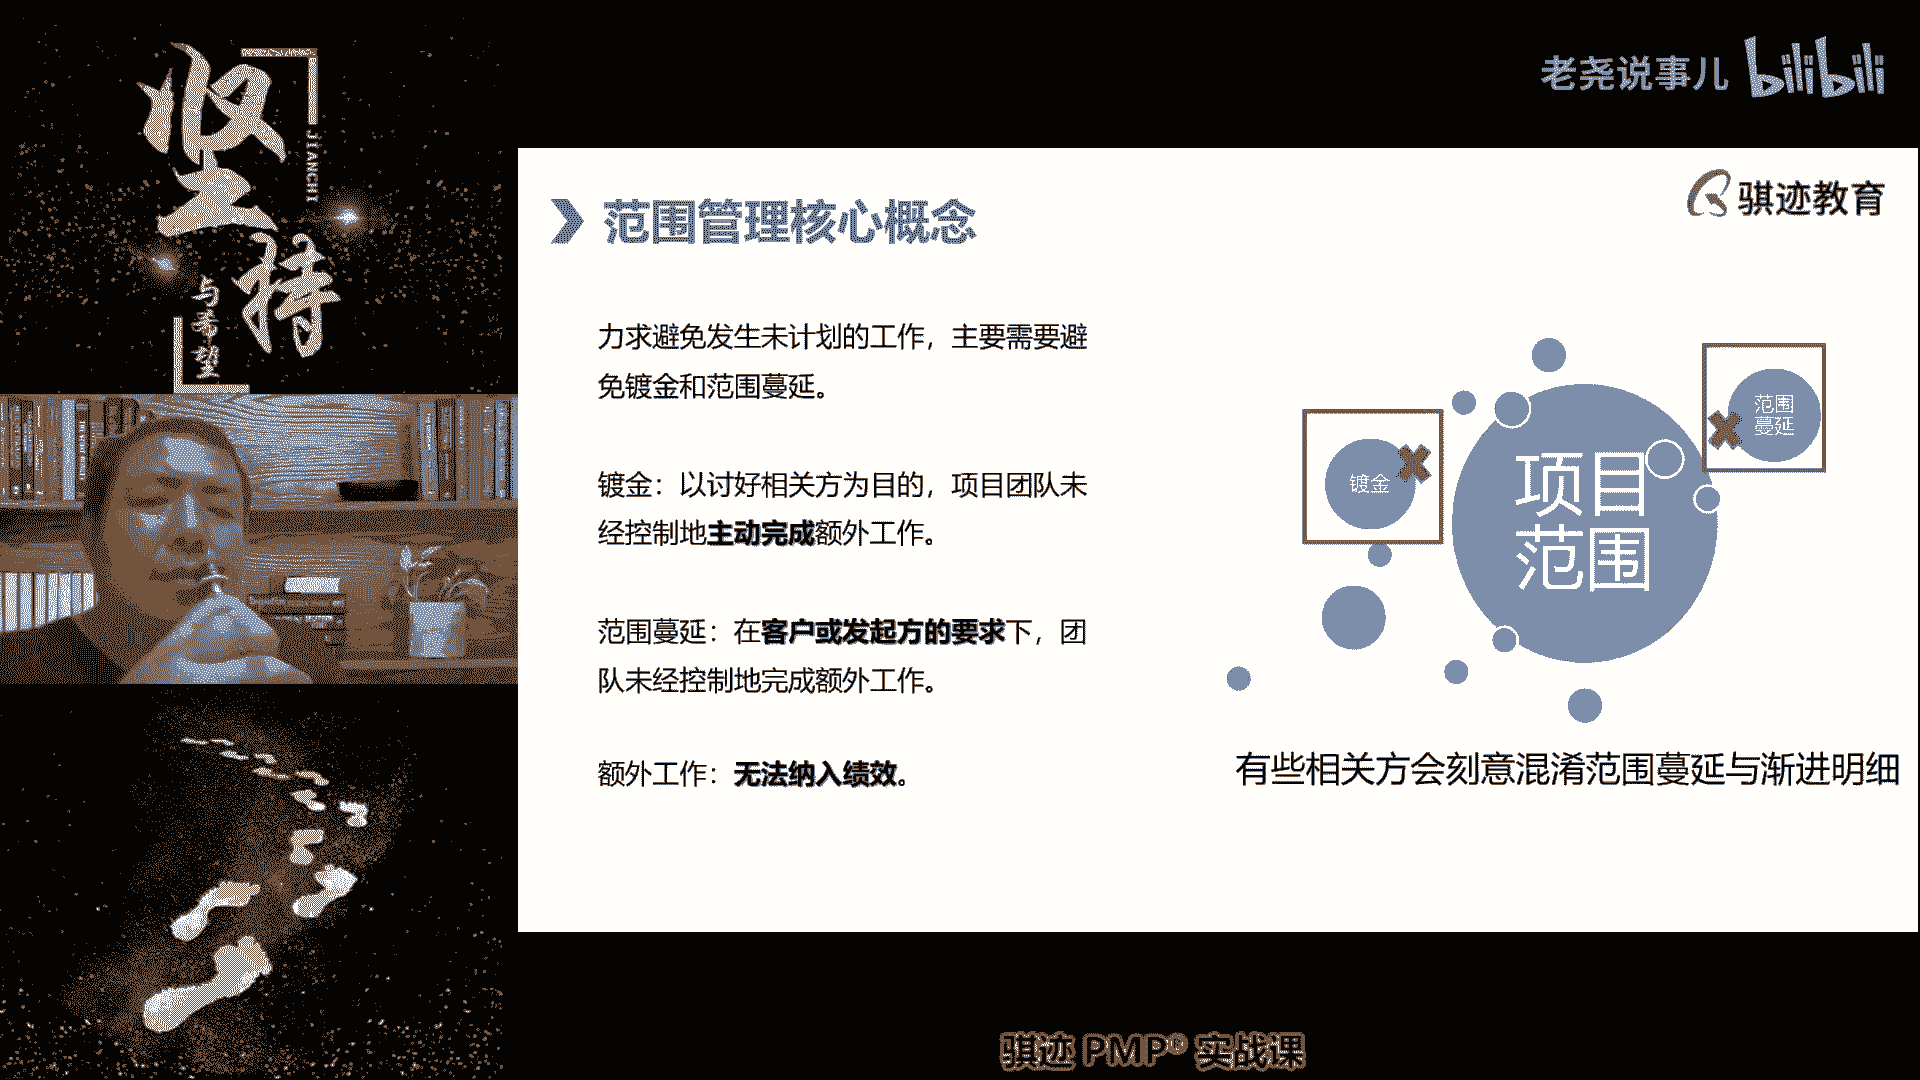 坚持
JIANCHI
与希望
老尧说事儿 bilibili
骐迹教育
范围管理核心概念
力求避免发生未计划的工作，主要需要避
免镀金和范围蔓延。
镀金：以讨好相关方为目的，项目团队未
经控制地主动完成额外工作。
范围蔓延：在客户或发起方的要求下，团
队未经控制地完成额外工作。
额外工作：无法纳入绩效。
镀金
项目
范围
范围
蔓延
有些相关方会刻意混淆范围蔓延与渐进明细
骐迹 PMP® 实战课